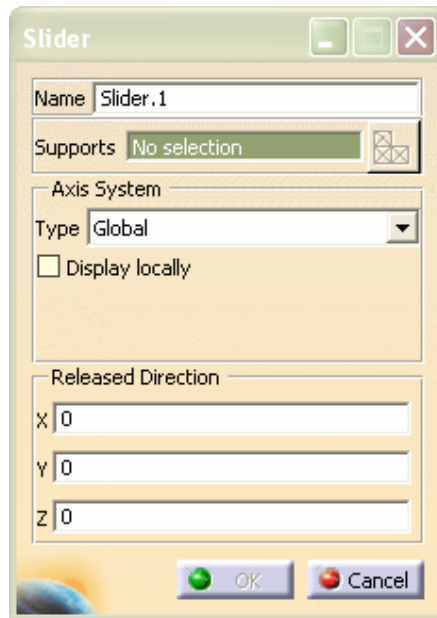 Slider
Name Slider.1
Supports No selection
Axis System
Type Global
Display locally
Released Direction
X 0
Y 0
Z 0
OK Cancel